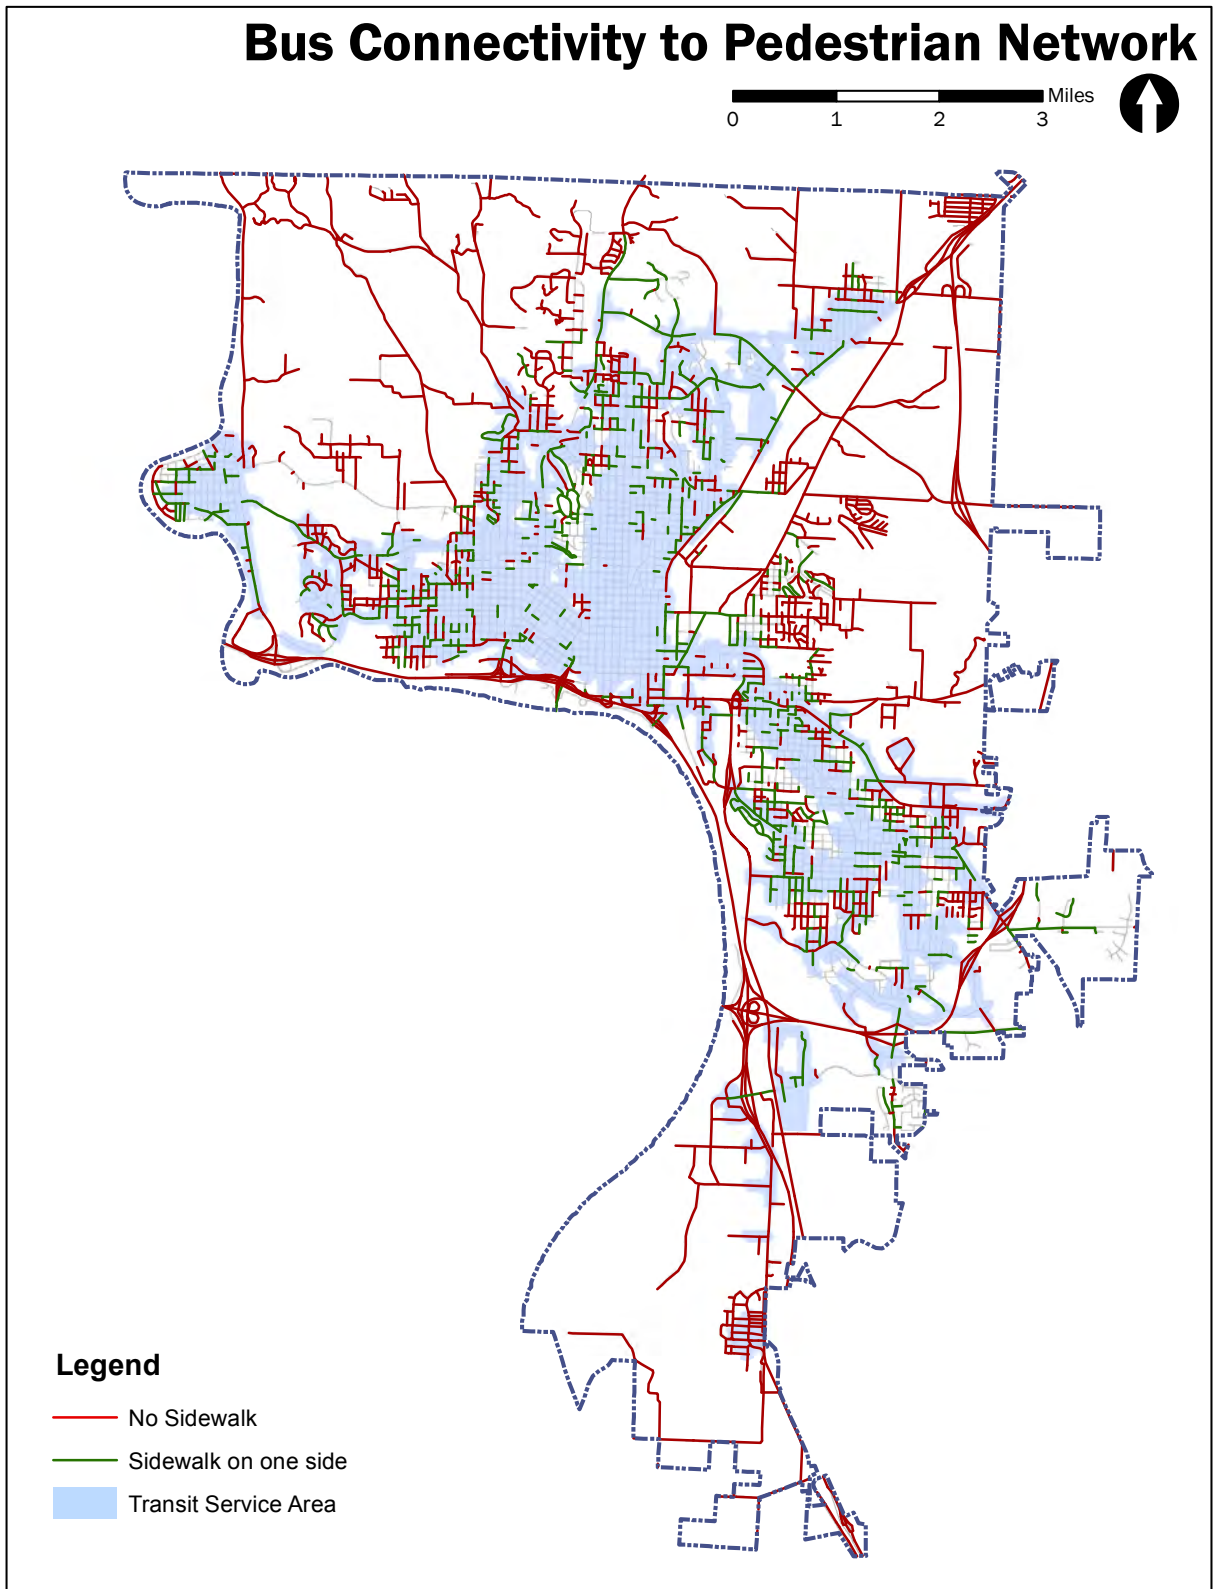 Bus Connectivity to Pedestrian Network
Miles
0 1 2 3
Legend
No Sidewalk
Sidewalk on one side
Transit Service Area